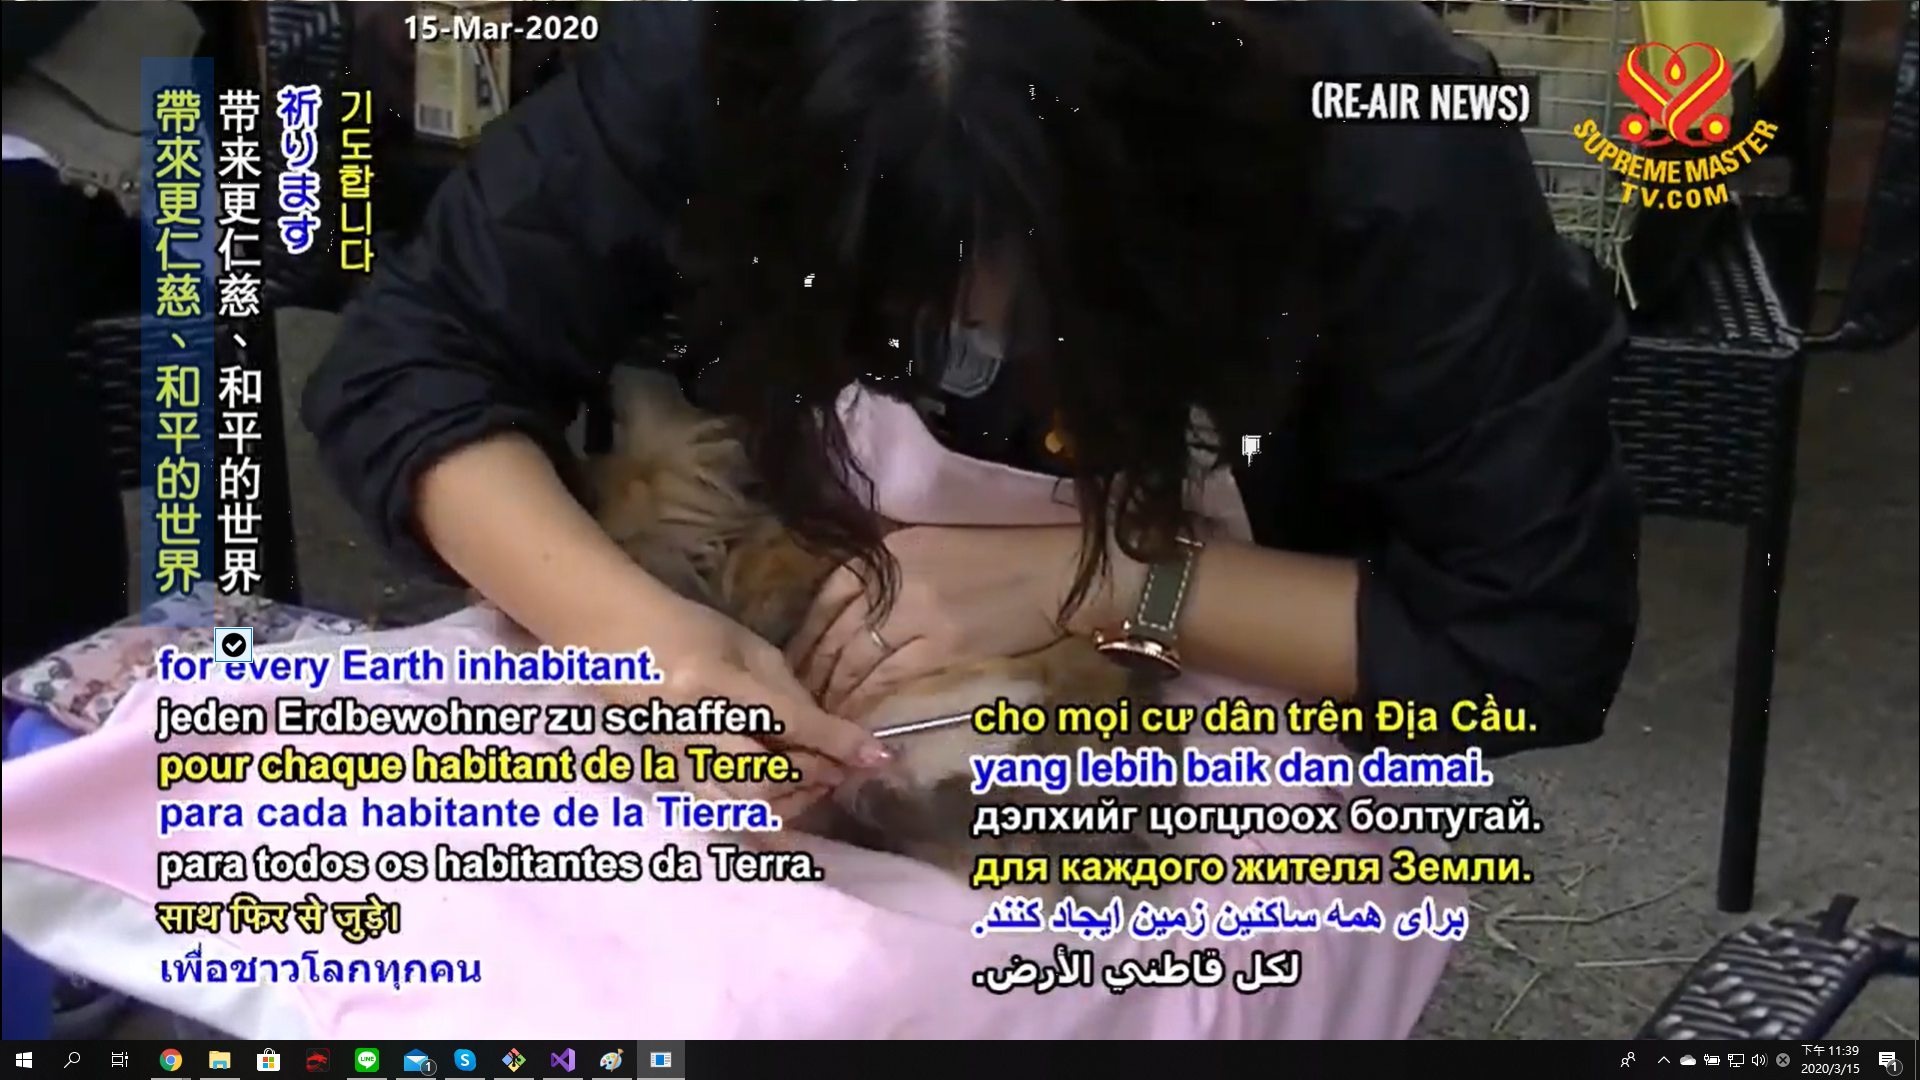 15-Mar-2020
(RE-AIR NEWS)
SUPREME MASTER
TV.COM
帶來更仁慈、和平的世界
带来更仁慈、和平的世界
祈ります
기도합니다
for every Earth inhabitant.
jeden Erdbewohner zu schaffen.
pour chaque habitant de la Terre.
para cada habitante de la Tierra.
para todos os habitantes da Terra.
साथ फिर से जुड़े।
เพื่อชาวโลกทุกคน
cho mọi cư dân trên Địa Cầu.
yang lebih baik dan damai.
дэлхийг цогцлоох болтугай.
для каждого жителя Земли.
برای همه ساکنین زمین ایجاد کنند.
لكل قاطني الأرض.
LINE
1
下午 11:39
2020/3/15
1